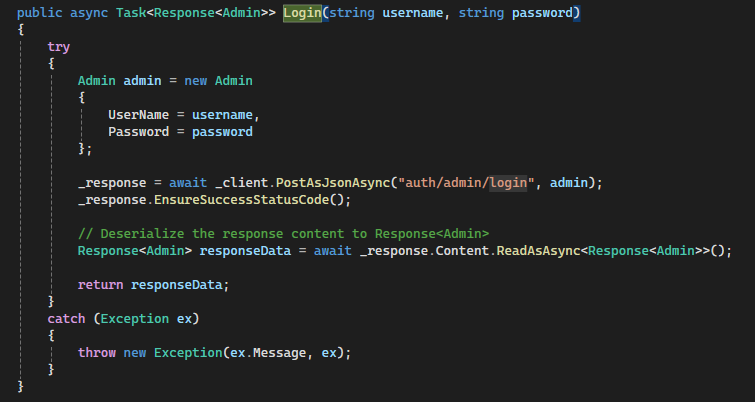 public async Task<Response<Admin>> Login(string username, string password)
{
    try
    {
        Admin admin = new Admin
        {
            UserName = username,
            Password = password
        };

        _response = await _client.PostAsJsonAsync("auth/admin/login", admin);
        _response.EnsureSuccessStatusCode();

        // Deserialize the response content to Response<Admin>
        Response<Admin> responseData = await _response.Content.ReadAsAsync<Response<Admin>>();

        return responseData;
    }
    catch (Exception ex)
    {
        throw new Exception(ex.Message, ex);
    }
}